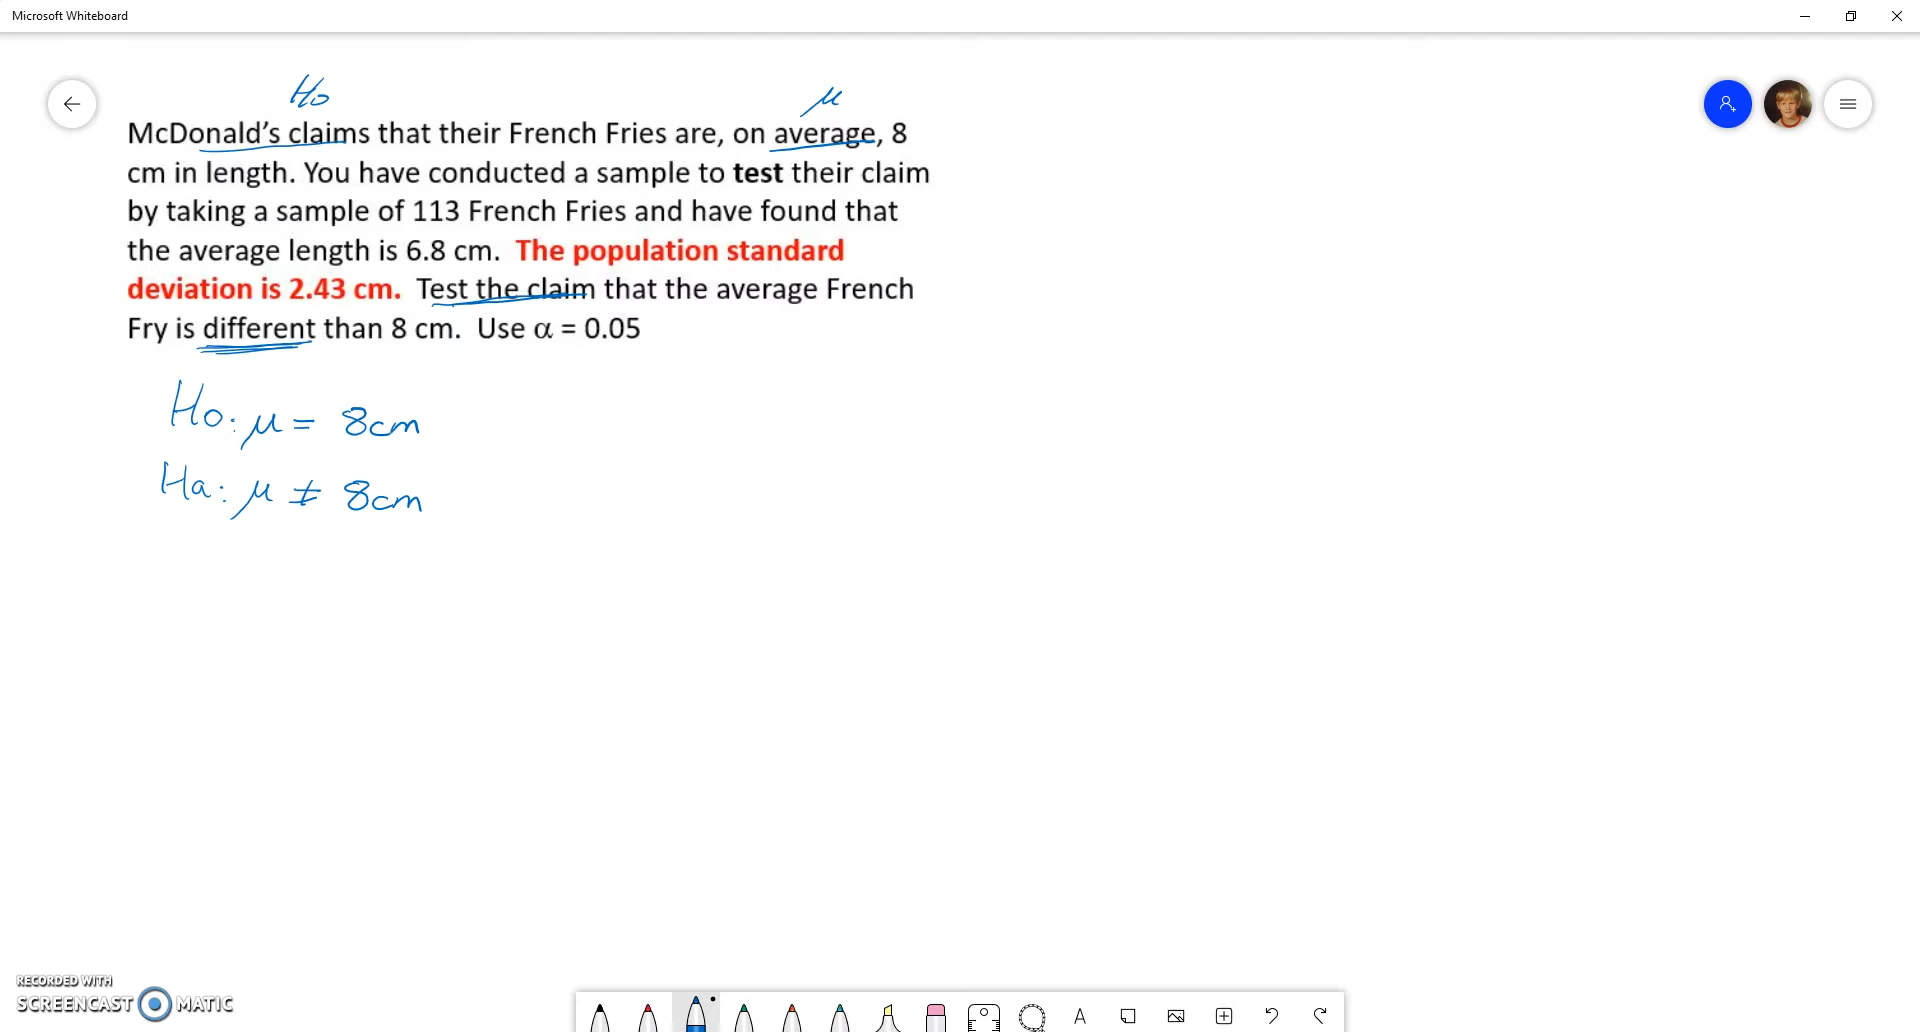 Microsoft Whiteboard
Ho
μ
McDonald's claims that their French Fries are, on average, 8
cm in length. You have conducted a sample to test their claim
by taking a sample of 113 French Fries and have found that
the average length is 6.8 cm. The population standard
deviation is 2.43 cm. Test the claim that the average French
Fry is different than 8 cm. Use α = 0.05
Ho: μ = 8cm
Ha: μ ≠ 8cm
RECORDED WITH
SCREENCAST MATIC
A